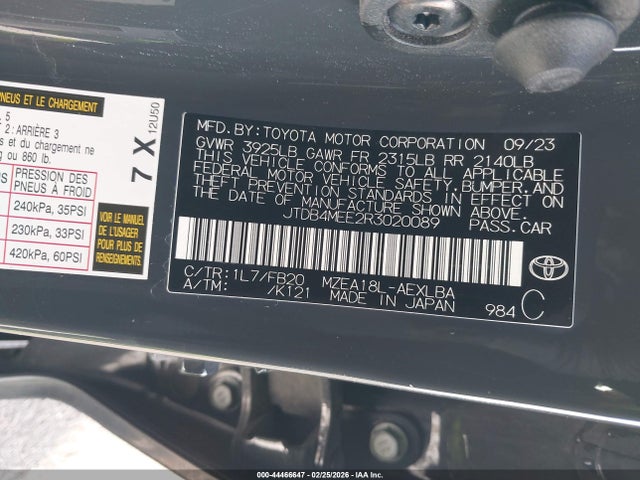 PNEUS ET LE CHARGEMENT
5
2 : ARRIÈRE 3
chargement
kg ou 860 lb.
PRESSION DES
PNEUS À FROID
240kPa, 35PSI
230kPa, 33PSI
420kPa, 60PSI
VOIR LE MANUEL
DE L'USAGER
POUR PLUS DE
RENSEIGNEMENTS
7 X
12U50
MFD.BY:TOYOTA MOTOR CORPORATION 09/23
GVWR 3925LB GAWR FR 2315LB RR 2140LB
THIS VEHICLE CONFORMS TO ALL APPLICABLE
FEDERAL MOTOR VEHICLE SAFETY,BUMPER,AND
THEFT PREVENTION STANDARDS IN EFFECT ON
THE DATE OF MANUFACTURE SHOWN ABOVE.
JTDB4MEE2R3020089 PASS.CAR
C/TR:1L7/FB20 MZEA18L-AEXLBA
A/TM: /K121 MADE IN JAPAN 984 C
TOYOTA
000-44466647 - 02/25/2026 - IAA Inc.